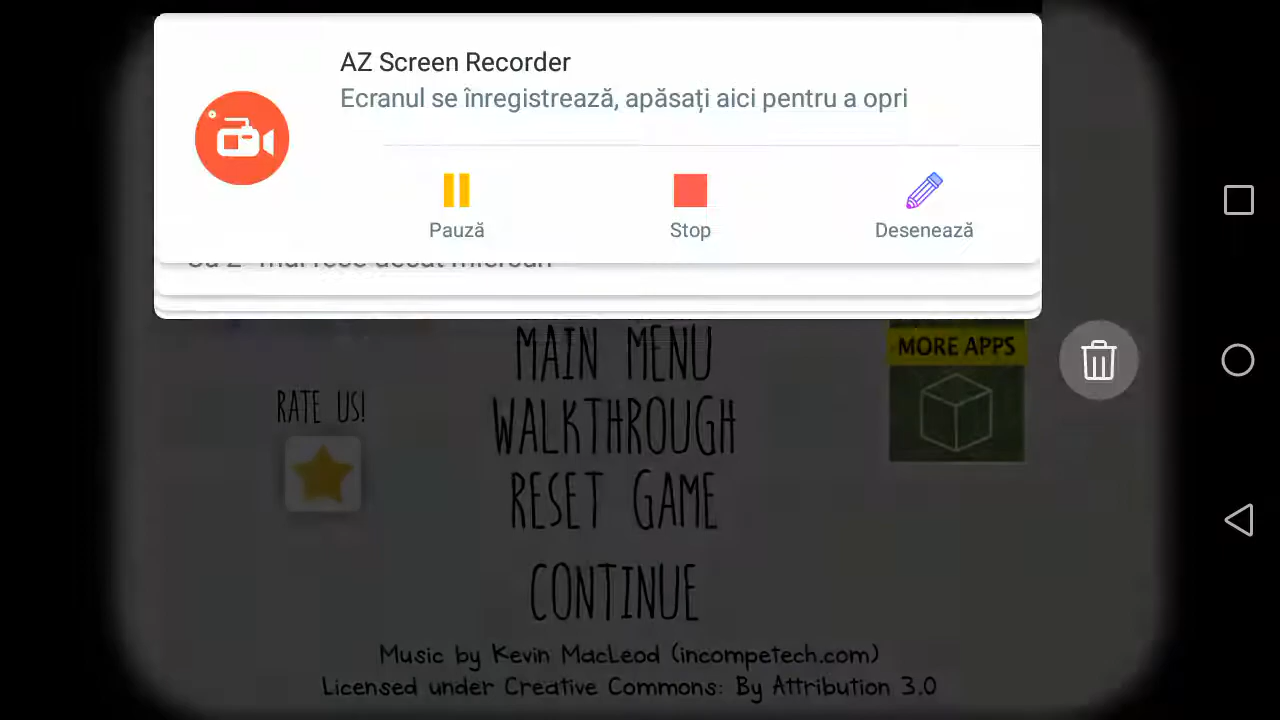 AZ Screen Recorder
Ecranul se înregistrează, apăsați aici pentru a opri
Pauză
Stop
Desenează
MAIN MENU
MORE APPS
RATE US!
WALKTHROUGH
RESET GAME
CONTINUE
Music by Kevin MacLeod (incompetech.com)
Licensed under Creative Commons: By Attribution 3.0